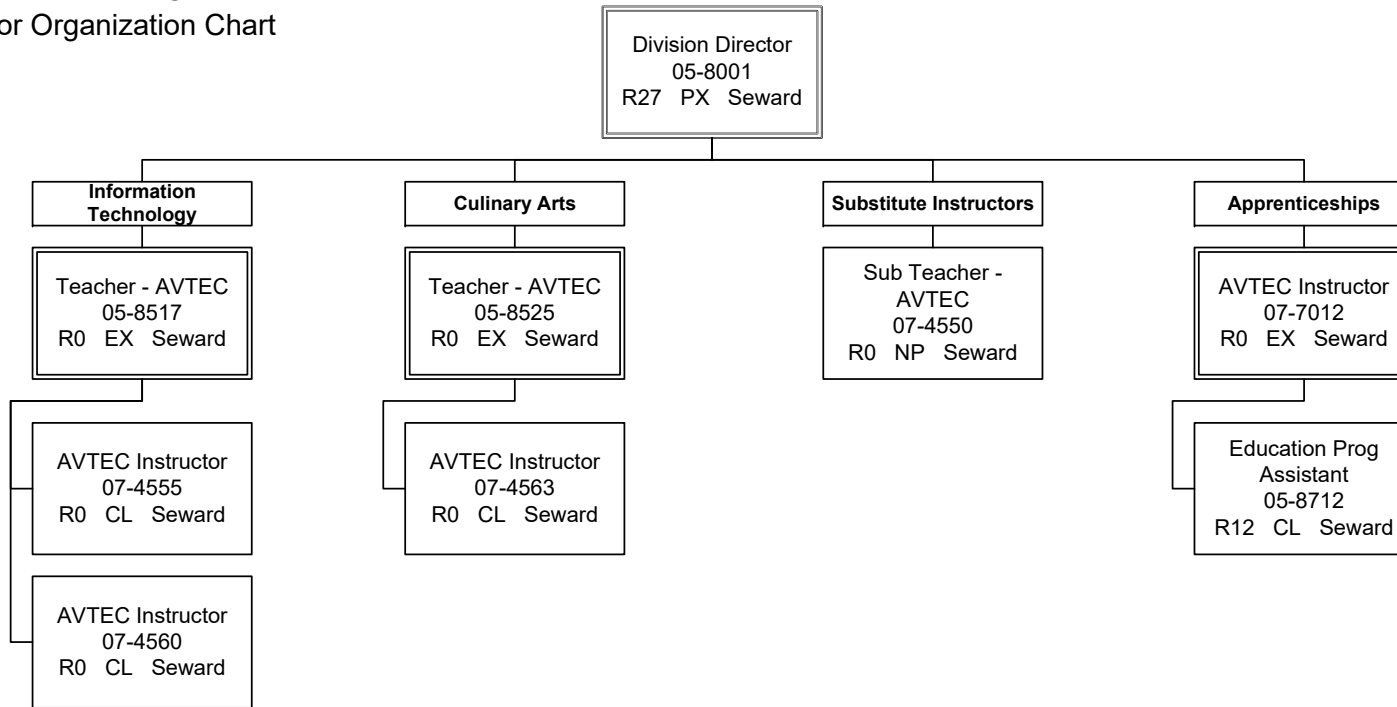 or Organization Chart
Division Director
05-8001
R27 PX Seward
Information
Technology
Teacher - AVTEC
05-8517
R0 EX Seward
AVTEC Instructor
07-4555
R0 CL Seward
AVTEC Instructor
07-4560
R0 CL Seward
Culinary Arts
Teacher - AVTEC
05-8525
R0 EX Seward
AVTEC Instructor
07-4563
R0 CL Seward
Substitute Instructors
Sub Teacher -
AVTEC
07-4550
R0 NP Seward
Apprenticeships
AVTEC Instructor
07-7012
R0 EX Seward
Education Prog
Assistant
05-8712
R12 CL Seward